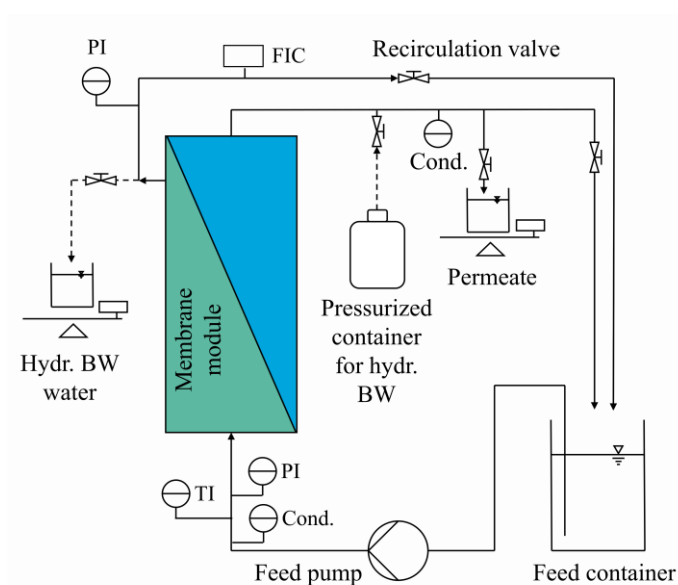 PI
FIC
Recirculation valve
Cond.
Permeate
Pressurized
container
for hydr.
BW
Membrane
module
Hydr. BW
water
PI
TI
Cond.
Feed pump
Feed container